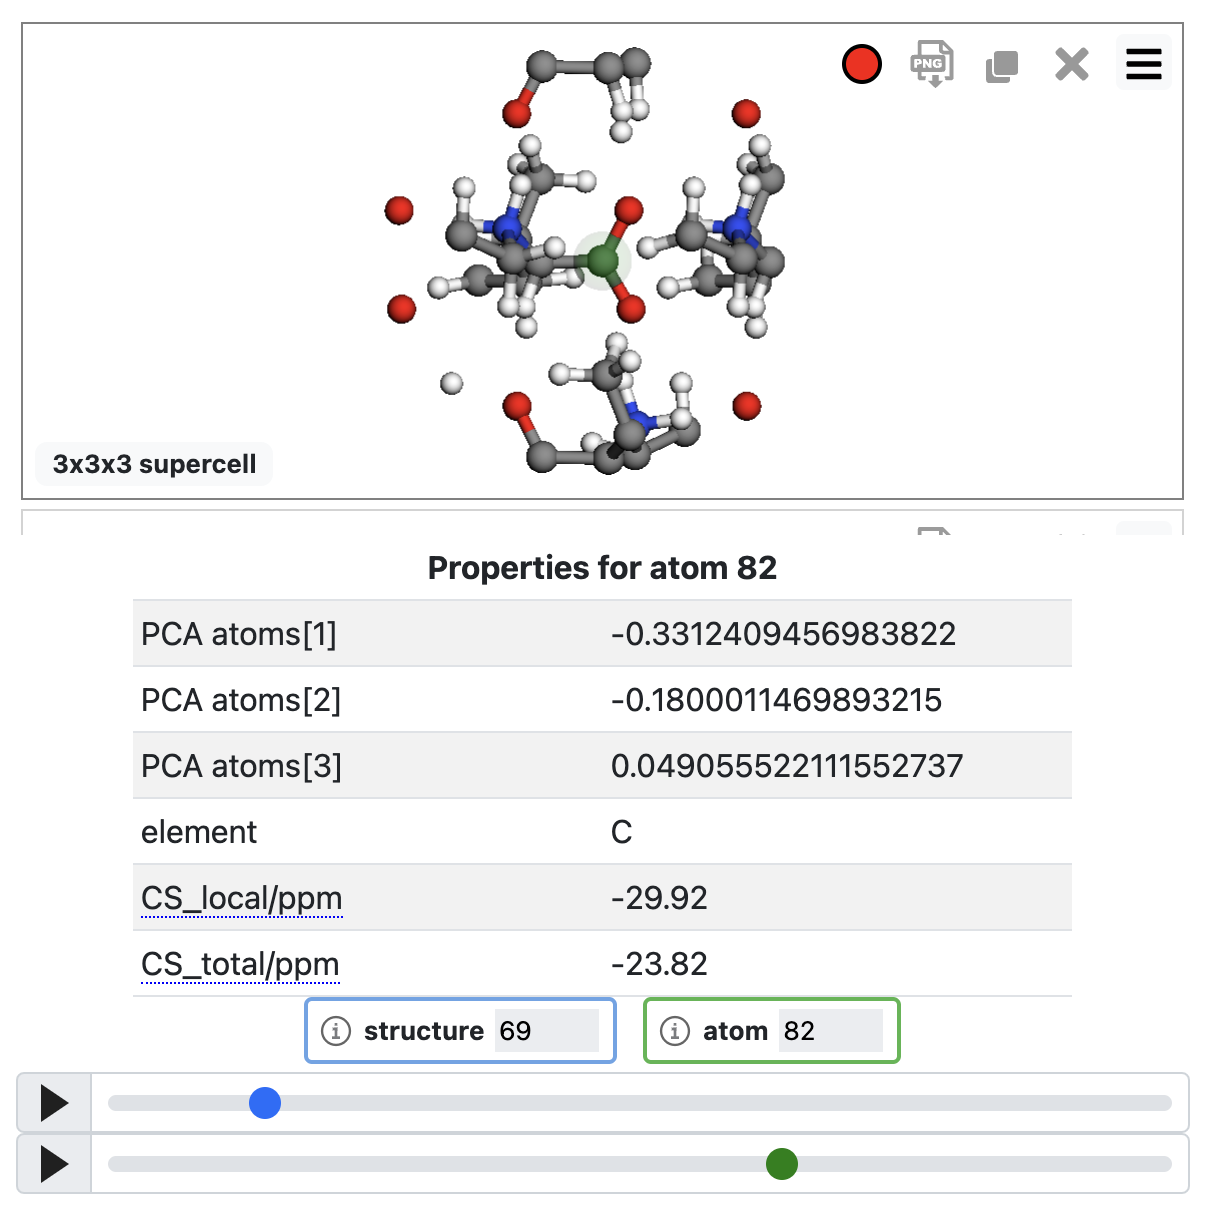 PNG
3x3x3 supercell
Properties for atom 82
PCA atoms[1] -0.3312409456983822
PCA atoms[2] -0.1800011469893215
PCA atoms[3] 0.049055522111552737
element C
CS_local/ppm -29.92
CS_total/ppm -23.82
i structure 69 i atom 82